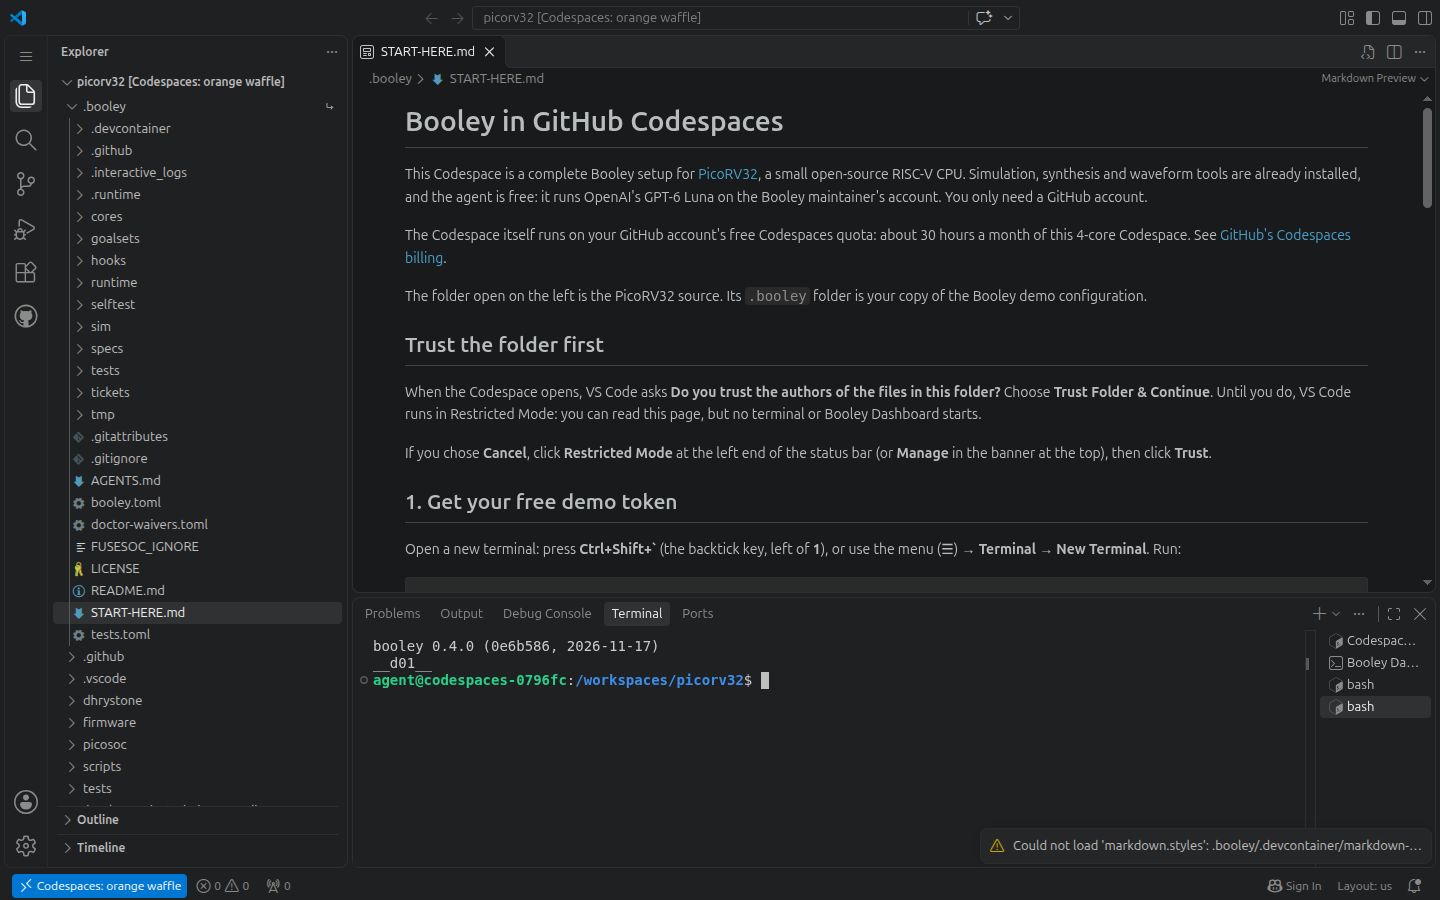 picorv32 [Codespaces: orange waffle]
Explorer
START-HERE.md
.booley > START-HERE.md
Markdown Preview
picorv32 [Codespaces: orange waffle]
.booley
.devcontainer
.github
.interactive_logs
.runtime
cores
goalsets
hooks
runtime
selftest
sim
specs
tests
tickets
tmp
.gitattributes
.gitignore
AGENTS.md
booley.toml
doctor-waivers.toml
FUSESOC_IGNORE
LICENSE
README.md
START-HERE.md
tests.toml
.github
.vscode
dhrystone
firmware
picosoc
scripts
tests
Outline
Timeline
Booley in GitHub Codespaces
This Codespace is a complete Booley setup for PicoRV32, a small open-source RISC-V CPU. Simulation, synthesis and waveform tools are already installed,
and the agent is free: it runs OpenAI's GPT-6 Luna on the Booley maintainer's account. You only need a GitHub account.
The Codespace itself runs on your GitHub account's free Codespaces quota: about 30 hours a month of this 4-core Codespace. See GitHub's Codespaces
billing.
The folder open on the left is the PicoRV32 source. Its .booley folder is your copy of the Booley demo configuration.
Trust the folder first
When the Codespace opens, VS Code asks Do you trust the authors of the files in this folder? Choose Trust Folder & Continue. Until you do, VS Code
runs in Restricted Mode: you can read this page, but no terminal or Booley Dashboard starts.
If you chose Cancel, click Restricted Mode at the left end of the status bar (or Manage in the banner at the top), then click Trust.
1. Get your free demo token
Open a new terminal: press Ctrl+Shift+` (the backtick key, left of 1), or use the menu (☰) → Terminal → New Terminal. Run:
Problems Output Debug Console Terminal Ports
booley 0.4.0 (0e6b586, 2026-11-17)
__d01__
agent@codespaces-0796fc:/workspaces/picorv32$
Codespac...
Booley Da...
bash
bash
Could not load 'markdown.styles': .booley/.devcontainer/markdown-...
Codespaces: orange waffle 0 0 0
Sign In Layout: us